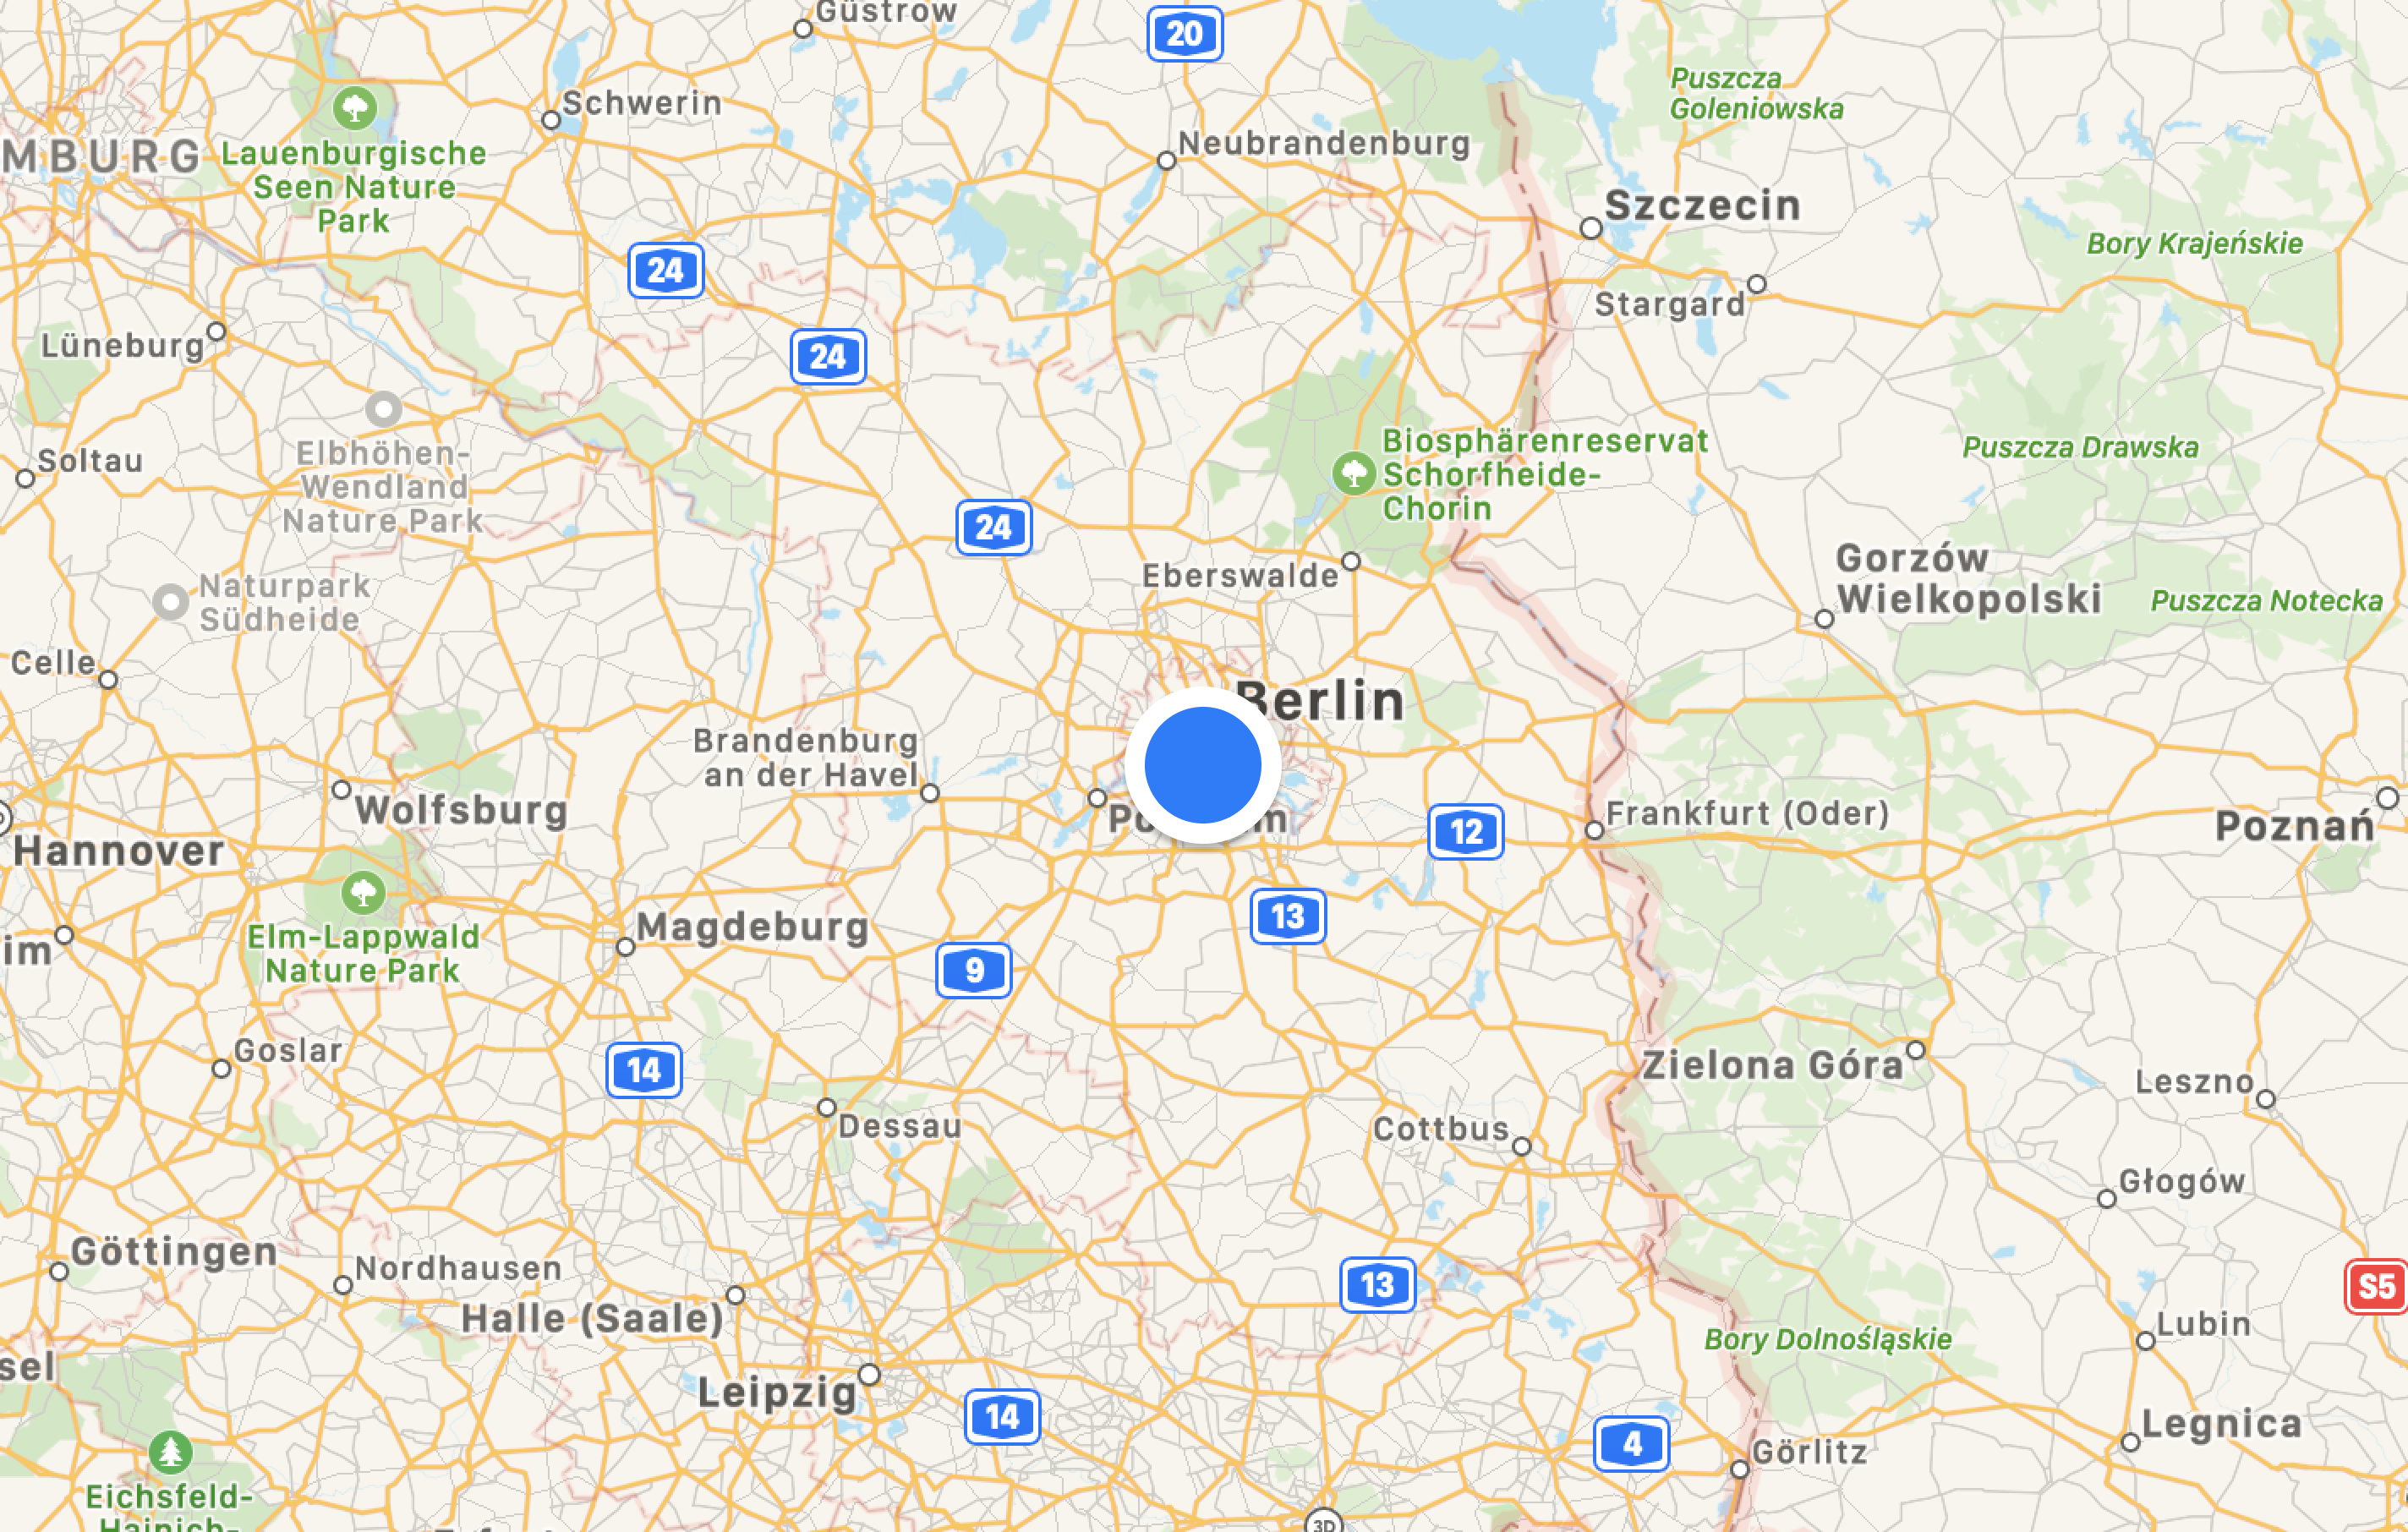 Güstrow
20
Puszcza
Goleniowska
Schwerin
Neubrandenburg
MBURG
Lauenburgische
Seen Nature
Park
Szczecin
Bory Krajeńskie
24
Stargard
Lüneburg
24
Biosphärenreservat
Schorfheide-
Chorin
Puszcza Drawska
Soltau
Elbhöhen-
Wendland
Nature Park
24
Gorzów
Wielkopolski
Eberswalde
Puszcza Notecka
Naturpark
Südheide
Celle
Berlin
Brandenburg
an der Havel
Wolfsburg
Frankfurt (Oder)
Po
m
12
Poznań
Hannover
13
Magdeburg
Elm-Lappwald
Nature Park
im
9
Goslar
14
Zielona Góra
Leszno
Dessau
Cottbus
Głogów
Göttingen
Nordhausen
13
S5
Halle (Saale)
Lubin
Bory Dolnośląskie
sel
Leipzig
14
Legnica
4
Görlitz
Eichsfeld-
Hainich-
3D